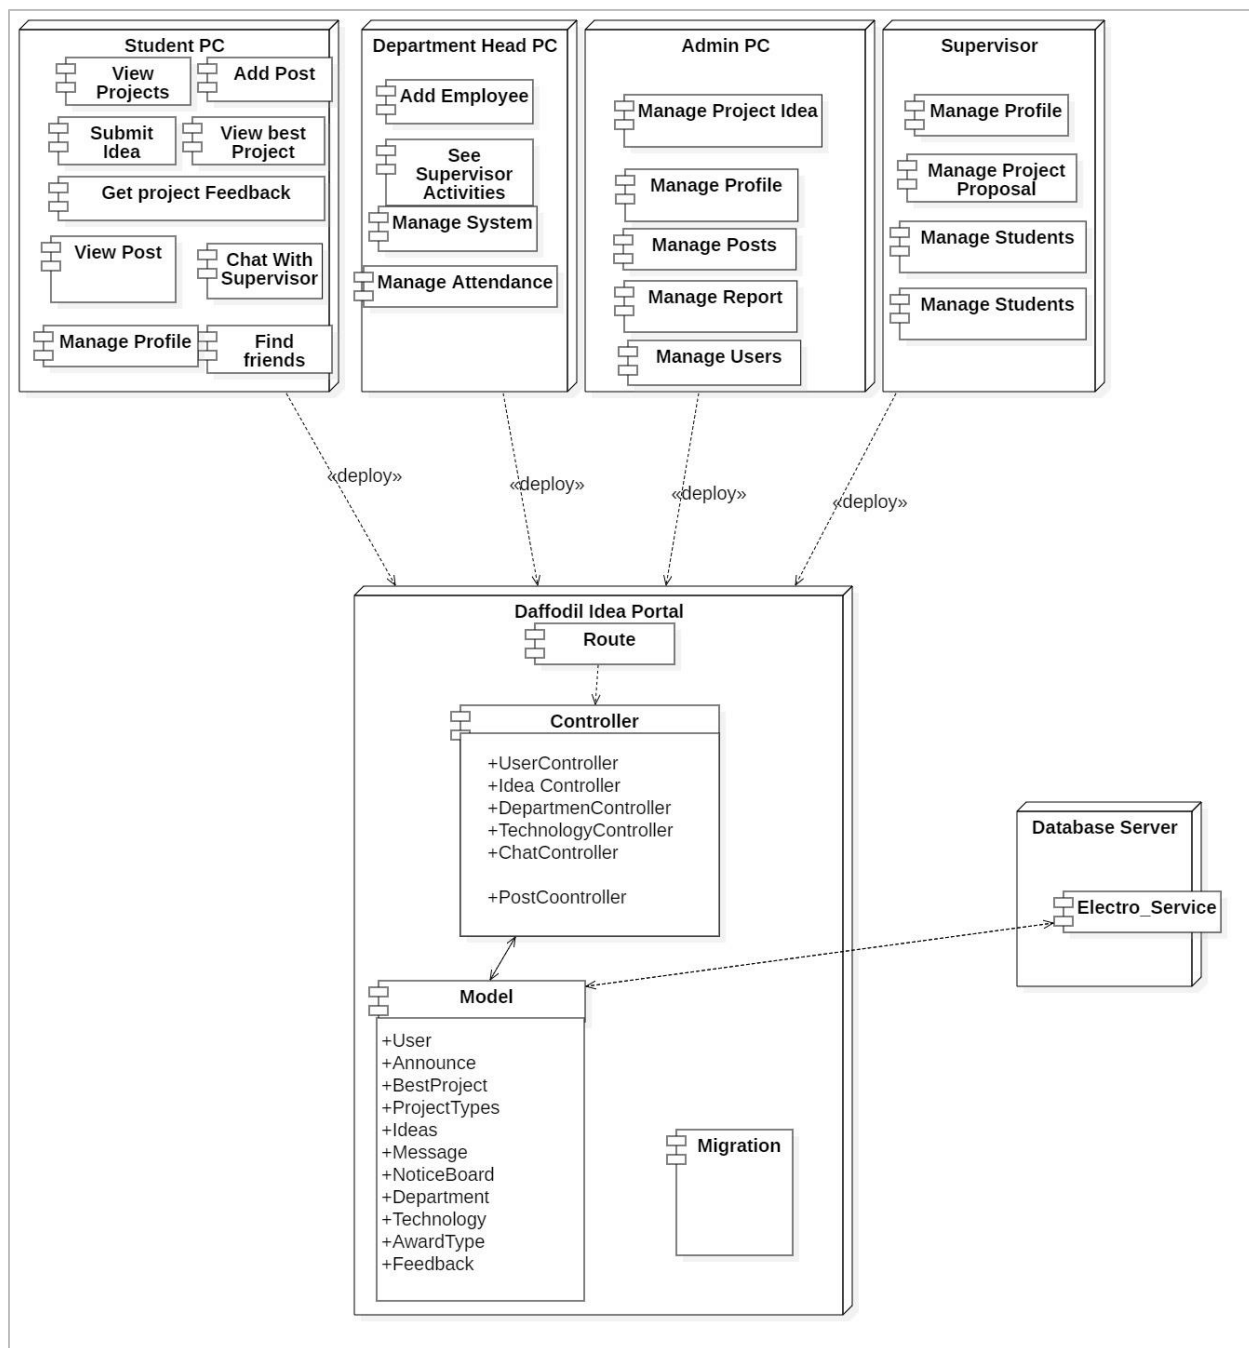 Student PC
View
Projects
Add Post
Submit
Idea
View best
Project
Get project Feedback
View Post
Chat With
Supervisor
Manage Profile
Find
friends
Department Head PC
Add Employee
See
Supervisor
Activities
Manage System
Manage Attendance
Admin PC
Manage Project Idea
Manage Profile
Manage Posts
Manage Report
Manage Users
Supervisor
Manage Profile
Manage Project
Proposal
Manage Students
Manage Students
«deploy»
«deploy»
«deploy»
«deploy»
Daffodil Idea Portal
Route
Controller
+UserController
+Idea Controller
+DepartmenController
+TechnologyController
+ChatController
+PostCoontroller
Model
+User
+Announce
+BestProject
+ProjectTypes
+Ideas
+Message
+NoticeBoard
+Department
+Technology
+AwardType
+Feedback
Migration
Database Server
Electro_Service